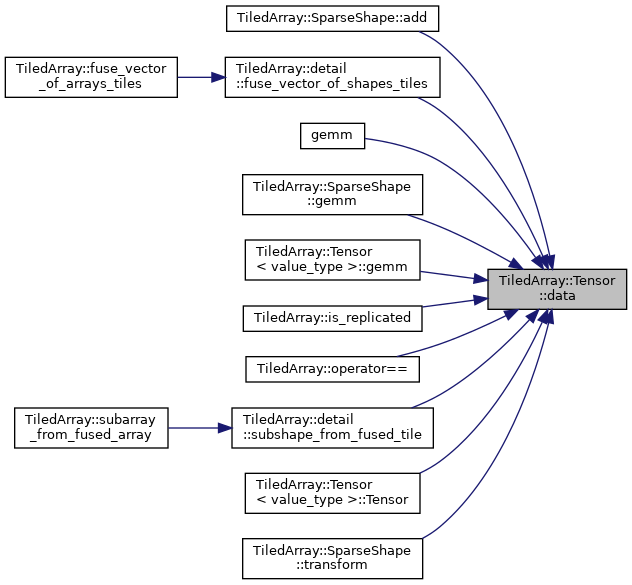 TiledArray::SparseShape::add
TiledArray::fuse_vector
_of_arrays_tiles
TiledArray::detail
::fuse_vector_of_shapes_tiles
gemm
TiledArray::SparseShape
::gemm
TiledArray::Tensor
< value_type >::gemm
TiledArray::Tensor
::data
TiledArray::is_replicated
TiledArray::operator==
TiledArray::subarray
_from_fused_array
TiledArray::detail
::subshape_from_fused_tile
TiledArray::Tensor
< value_type >::Tensor
TiledArray::SparseShape
::transform